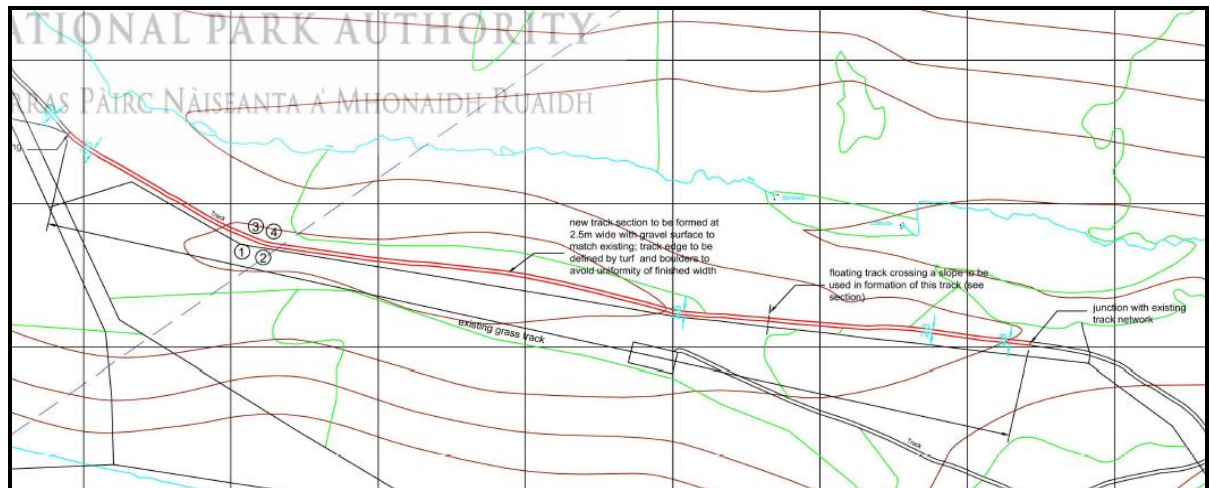 ATIONAL PARK AUTHORITY
RRAS PÀIRC NÀISEANTA A' MHONAIDH RUAIDH
ng
Track
3
4
1
2
new track section to be formed at
2.5m wide with gravel surface to
match existing; track edge to be
defined by turf and boulders to
avoid uniformity of finished width
Spreads
floating track crossing a slope to be
used in formation of this track (see
section)
junction with existing
track network
existing grass track
Track